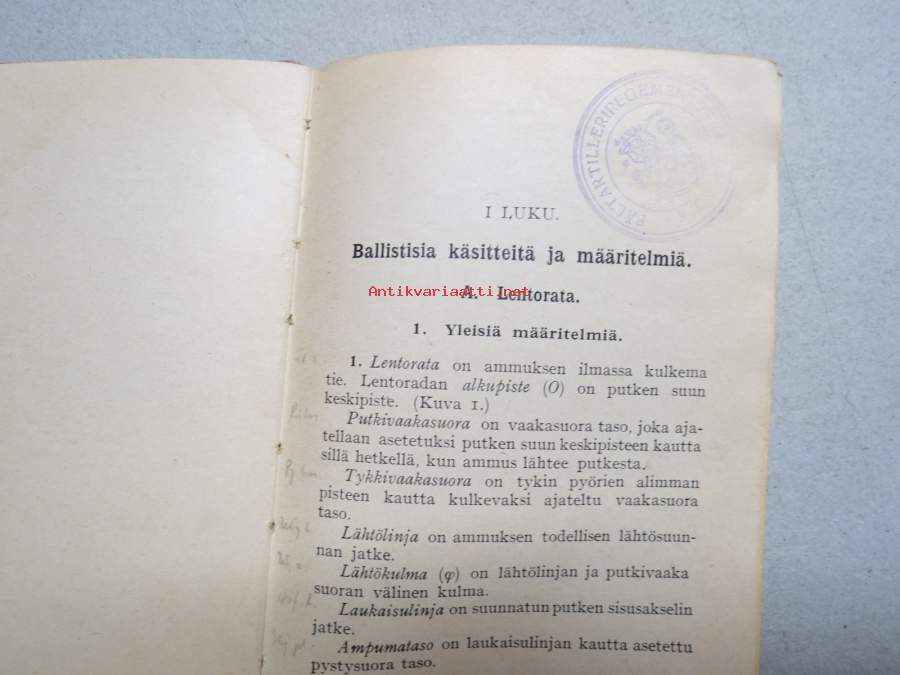 FÄLTARTILLERIREGEMEN
I LUKU.
Ballistisia käsitteitä ja määritelmiä.
Antikvariaatti.net
A. Lentorata.
1. Yleisiä määritelmiä.
1. Lentorata on ammuksen ilmassa kulkema
tie. Lentoradan alkupiste (O) on putken suun
keskipiste. (Kuva 1.)
Putkivaakasuora on vaakasuora taso, joka aja-
tellaan asetetuksi putken suun keskipisteen kautta
sillä hetkellä, kun ammus lähtee putkesta.
Tykkivaakasuora on tykin pyörien alimman
pisteen kautta kulkevaksi ajateltu vaakasuora
taso.
Lähtölinja on ammuksen todellisen lähtösuun-
nan jatke.
Lähtökulma (φ) on lähtölinjan ja putkivaaka
suoran välinen kulma.
Laukaisulinja on suunnatun putken sisusakselin
jatke.
Ampumataso on laukaisulinjan kautta asetettu
pystysuora taso.